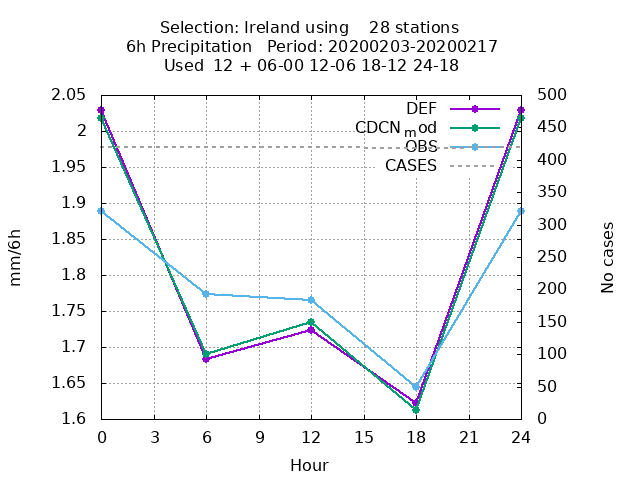 Selection: Ireland using    28 stations
6h Precipitation   Period: 20200203-20200217
Used  12 + 06-00 12-06 18-12 24-18
2.05
2
1.95
1.9
1.85
1.8
1.75
1.7
1.65
1.6
mm/6h
500
450
400
350
300
250
200
150
100
50
0
No cases
DEF
CDCN mod
OBS
CASES
0 3 6 9 12 15 18 21 24
Hour